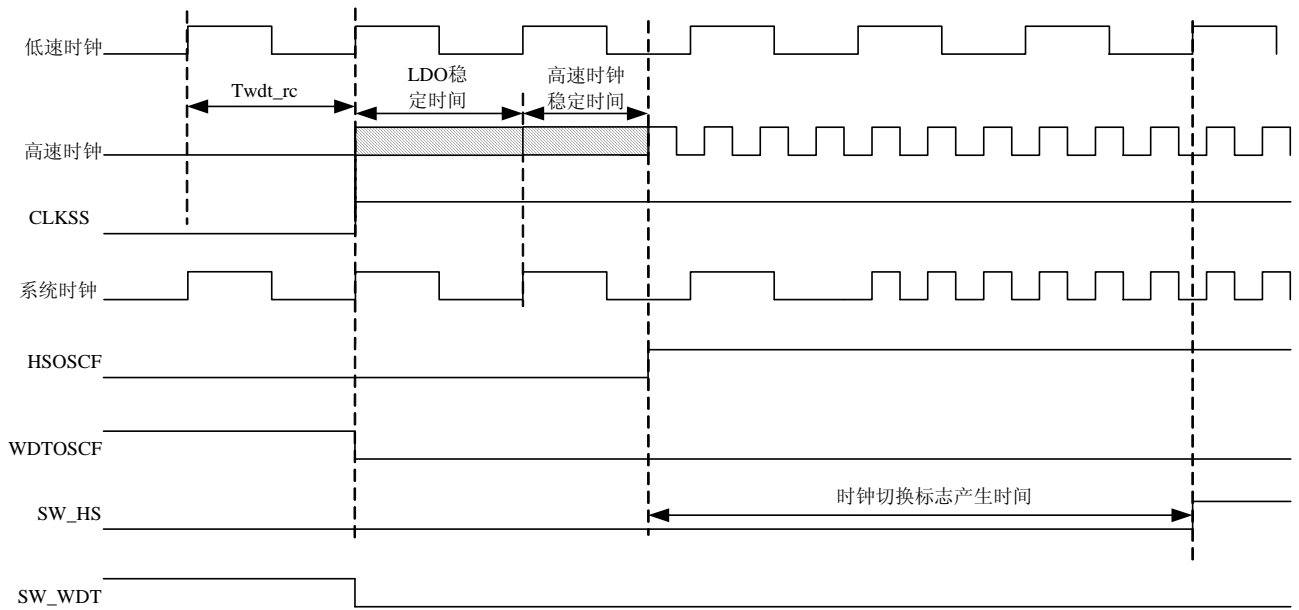 低速时钟
Twdt_rc
LDO稳
定时间
高速时钟
稳定时间
高速时钟
CLKSS
系统时钟
HSOSCF
WDTOSCF
SW_HS
时钟切换标志产生时间
SW_WDT